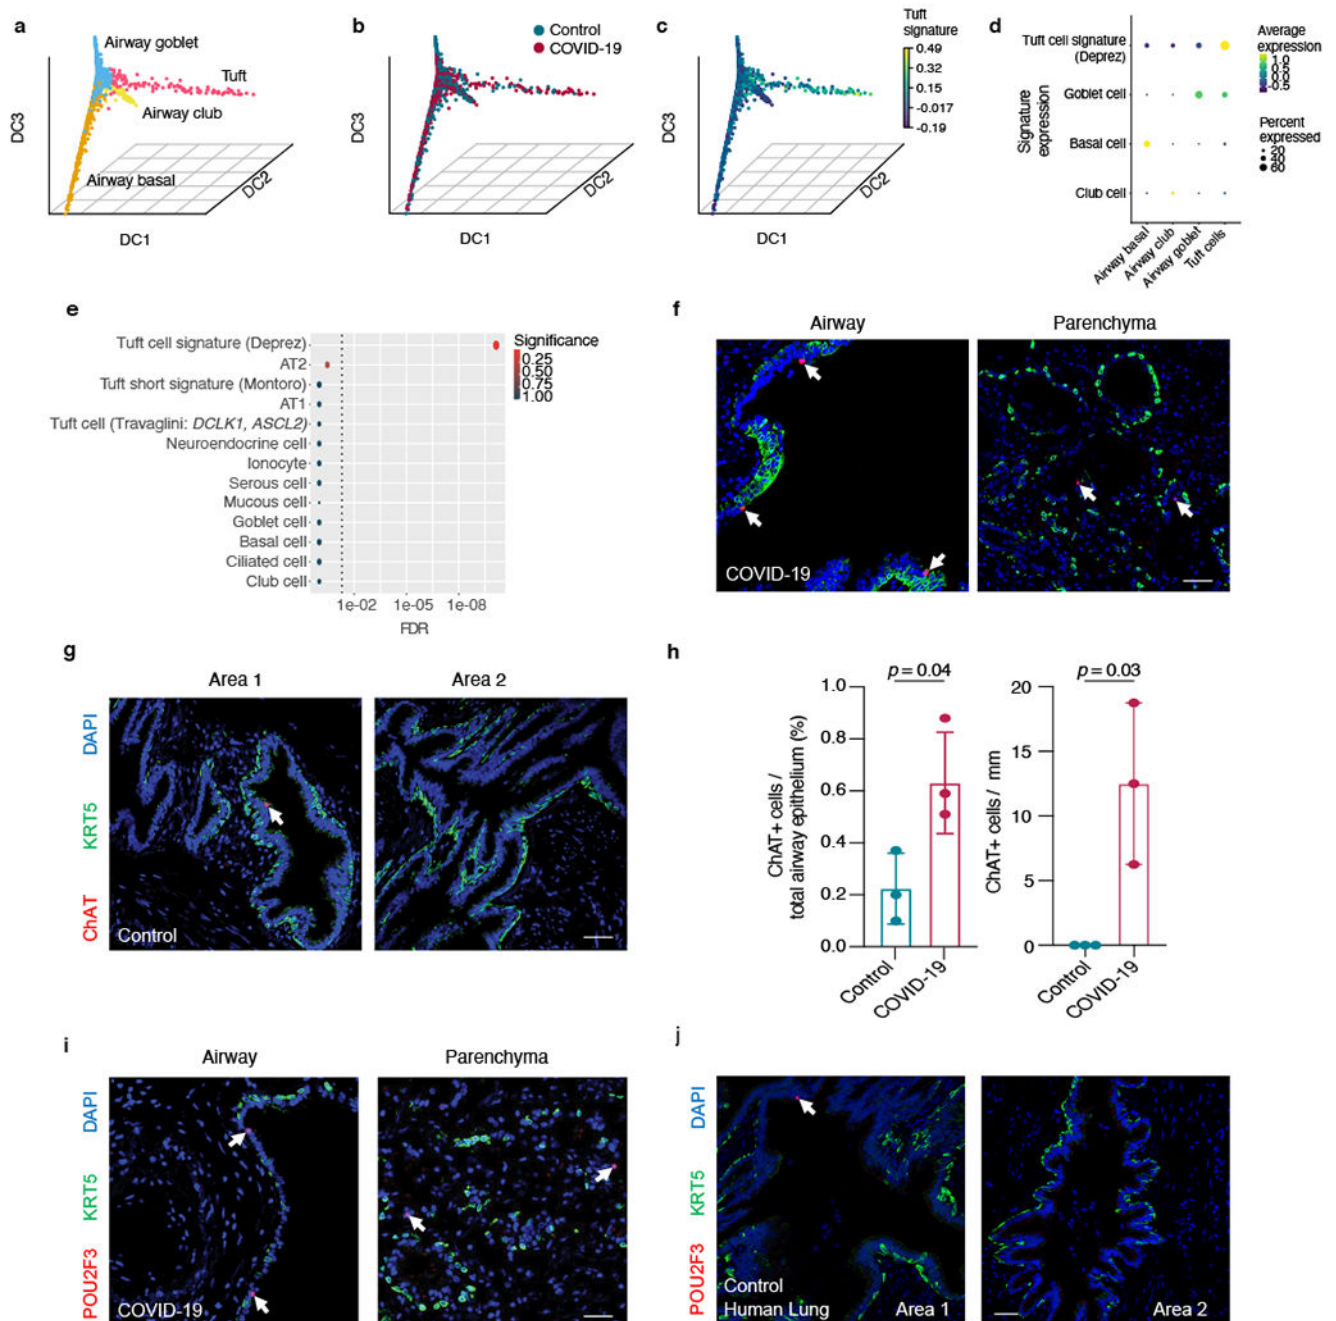 a
Airway goblet
Tuft
Airway club
Airway basal
DC3
DC2
DC1
b
Control
COVID-19
DC3
DC2
DC1
c
Tuft
signature
0.49
0.32
0.15
-0.017
-0.19
DC3
DC2
DC1
d
Tuft cell signature
(Deprez)
Goblet cell
Basal cell
Club cell
Signature
expression
Airway basal
Airway club
Airway goblet
Tuft cells
Average
expression
1.0
0.5
0.0
-0.5
Percent
expressed
20
40
60
e
Tuft cell signature (Deprez)
AT2
Tuft short signature (Montoro)
AT1
Tuft cell (Travaglini: DCLK1, ASCL2)
Neuroendocrine cell
Ionocyte
Serous cell
Mucous cell
Goblet cell
Basal cell
Ciliated cell
Club cell
1e-02
1e-05
1e-08
FDR
Significance
0.25
0.50
0.75
1.00
f
Airway
Parenchyma
COVID-19
g
Area 1
Area 2
ChAT KRT5 DAPI
Control
h
p = 0.04
1.0
0.8
0.6
0.4
0.2
0.0
ChAT+ cells /
total airway epithelium (%)
Control
COVID-19
p = 0.03
20
15
10
5
0
ChAT+ cells / mm
Control
COVID-19
i
Airway
Parenchyma
POU2F3 KRT5 DAPI
COVID-19
j
POU2F3 KRT5 DAPI
Control
Human Lung
Area 1
Area 2